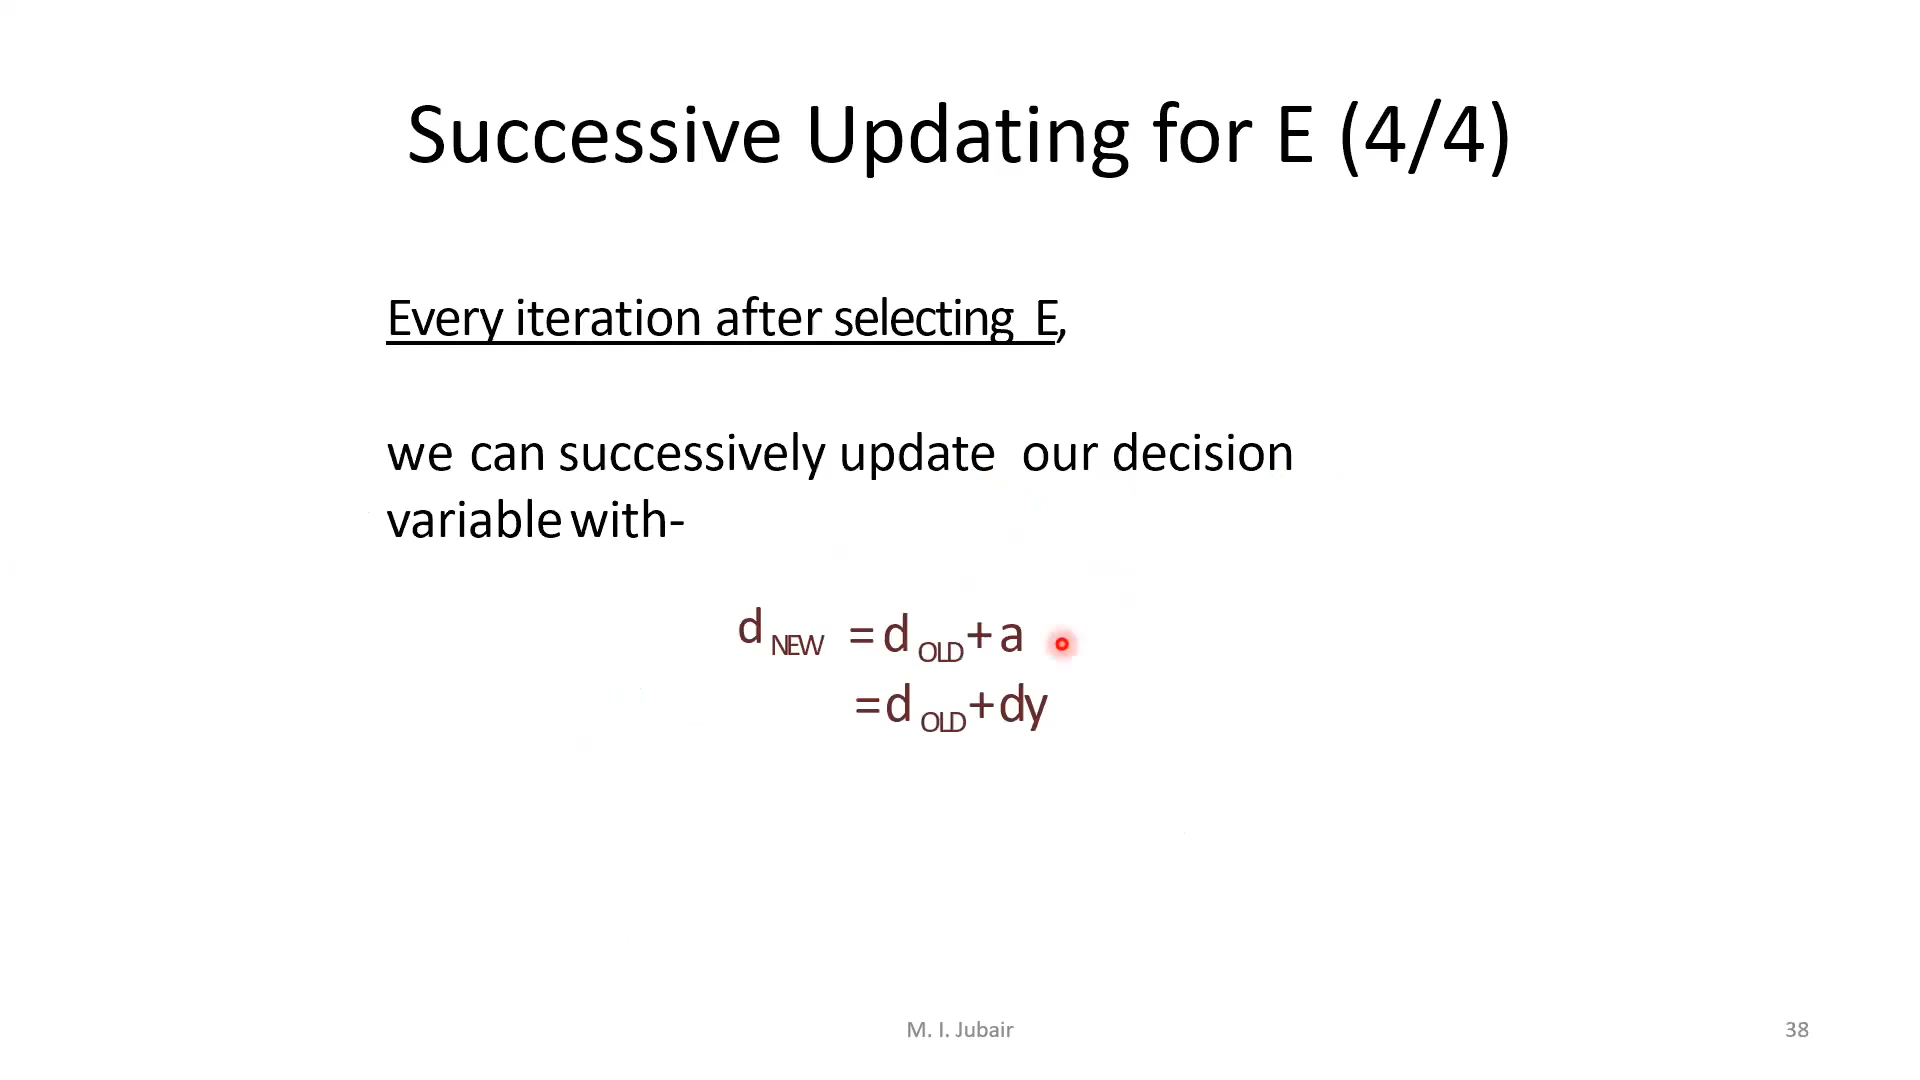 Successive Updating for E (4/4)
Every iteration after selecting E,
we can successively update our decision
variable with-
d NEW = d OLD + a
= d OLD + dy
M. I. Jubair
38